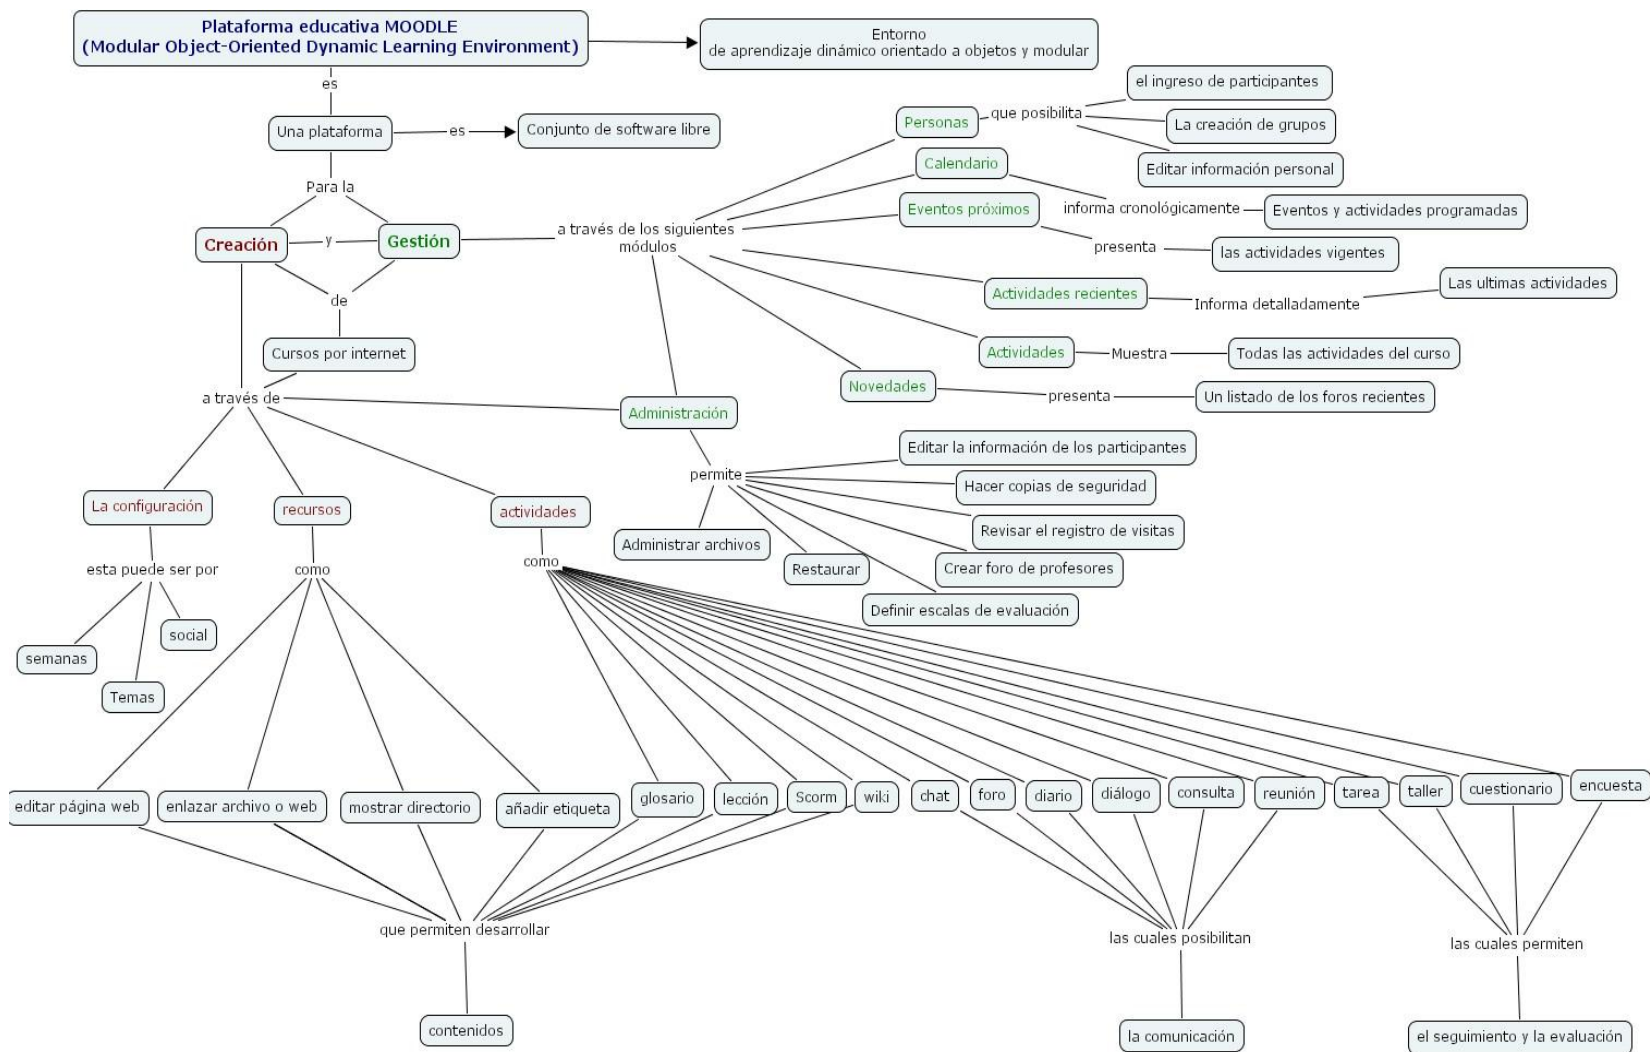 Plataforma educativa MOODLE
(Modular Object-Oriented Dynamic Learning Environment)
Entorno
de aprendizaje dinámico orientado a objetos y modular
es
Una plataforma
es
Conjunto de software libre
Para la
Creación
y
Gestión
de
Cursos por internet
a través de los siguientes
módulos
Personas
que posibilita
el ingreso de participantes
La creación de grupos
Editar información personal
Calendario
informa cronológicamente
Eventos y actividades programadas
Eventos próximos
presenta
las actividades vigentes
Actividades recientes
Informa detalladamente
Las ultimas actividades
Actividades
Muestra
Todas las actividades del curso
Novedades
presenta
Un listado de los foros recientes
a través de
Administración
permite
Editar la información de los participantes
Hacer copias de seguridad
Revisar el registro de visitas
Crear foro de profesores
Definir escalas de evaluación
Restaurar
Administrar archivos
La configuración
esta puede ser por
semanas
Temas
social
recursos
como
editar página web
enlazar archivo o web
mostrar directorio
añadir etiqueta
actividades
como
glosario
lección
Scorm
wiki
chat
foro
diario
diálogo
consulta
reunión
tarea
taller
cuestionario
encuesta
que permiten desarrollar
contenidos
las cuales posibilitan
la comunicación
las cuales permiten
el seguimiento y la evaluación